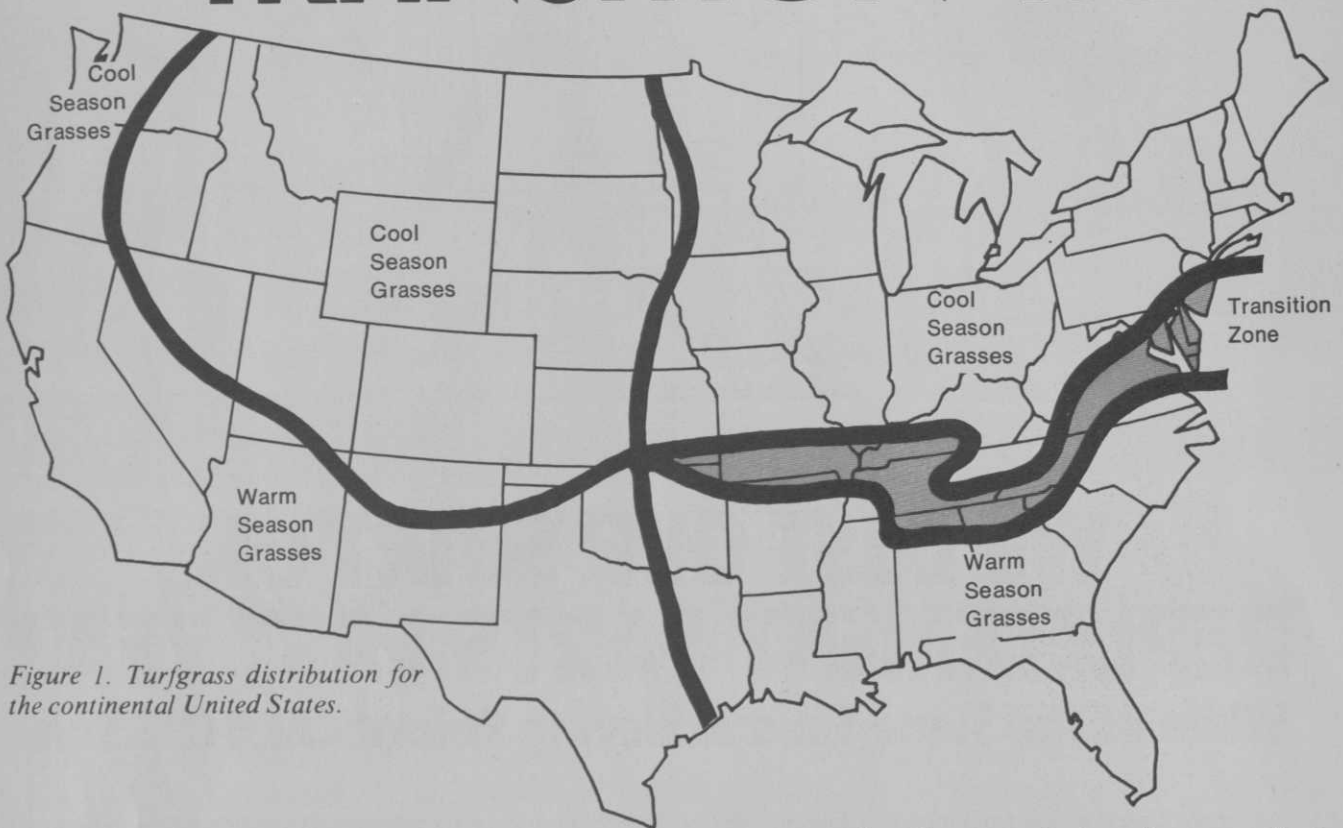 Cool
Season
Grasses
Cool
Season
Grasses
Cool
Season
Grasses
Transition
Zone
Warm
Season
Grasses
Warm
Season
Grasses
Figure 1. Turfgrass distribution for
the continental United States.